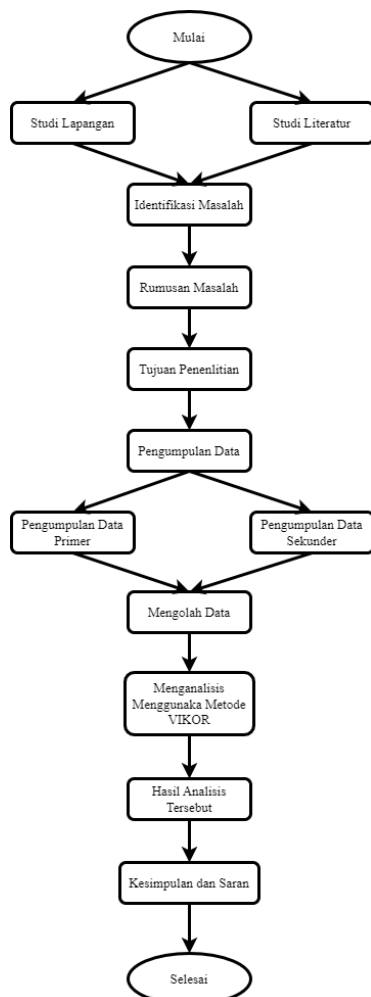 Mulai
Studi Lapangan
Studi Literatur
Identifikasi Masalah
Rumusan Masalah
Tujuan Penenlitian
Pengumpulan Data
Pengumpulan Data
Primer
Pengumpulan Data
Sekunder
Mengolah Data
Menganalisis
Menggunaka Metode
VIKOR
Hasil Analisis
Tersebut
Kesimpulan dan Saran
Selesai